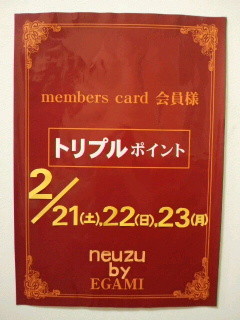 members card 会員様
トリプルポイント
2/21(土),22(日),23(月)
neuzu
by
EGAMI